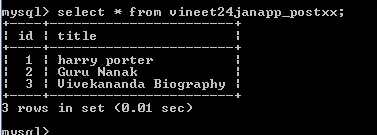 mysql> select * from vineet24janapp_postxx;
+----+-----------------------+
| id | title                 |
+----+-----------------------+
|  1 | harry porter          |
|  2 | Guru Nanak            |
|  3 | Vivekananda Biography |
+----+-----------------------+
3 rows in set (0.01 sec)
mysql>